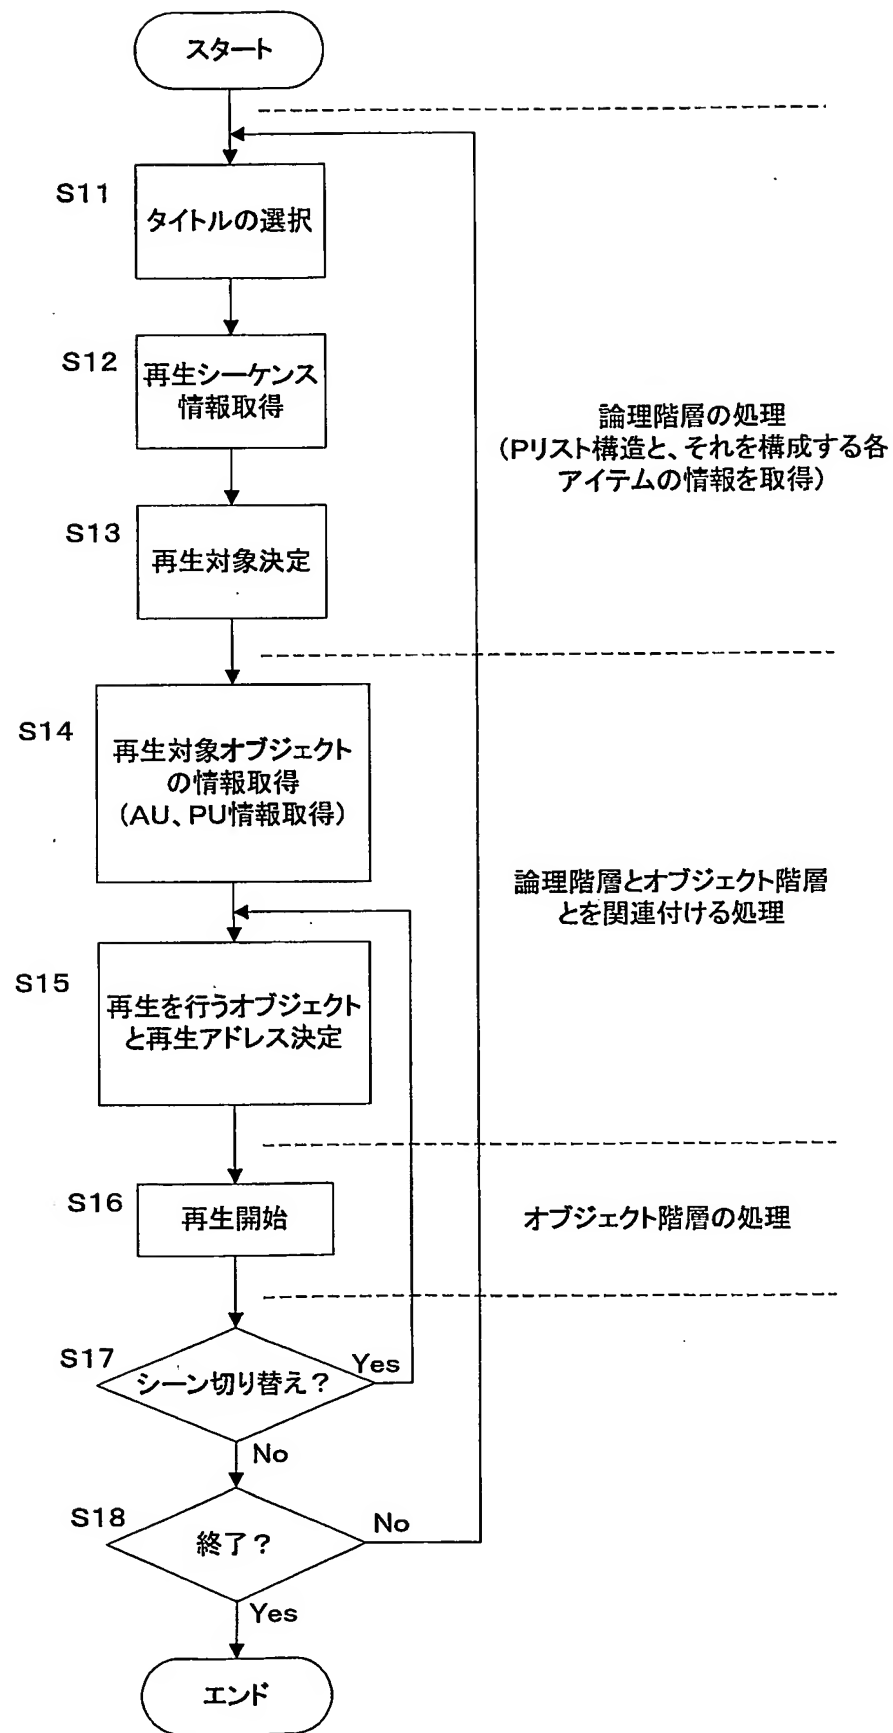 スタート
S11
タイトルの選択
S12
再生シーケンス
情報取得
論理階層の処理
(Pリスト構造と、それを構成する各
アイテムの情報を取得)
S13
再生対象決定
S14
再生対象オブジェクト
の情報取得
(AU、PU情報取得)
論理階層とオブジェクト階層
とを関連付ける処理
S15
再生を行うオブジェクト
と再生アドレス決定
S16
再生開始
オブジェクト階層の処理
S17
シーン切り替え?
Yes
No
S18
終了?
No
Yes
エンド